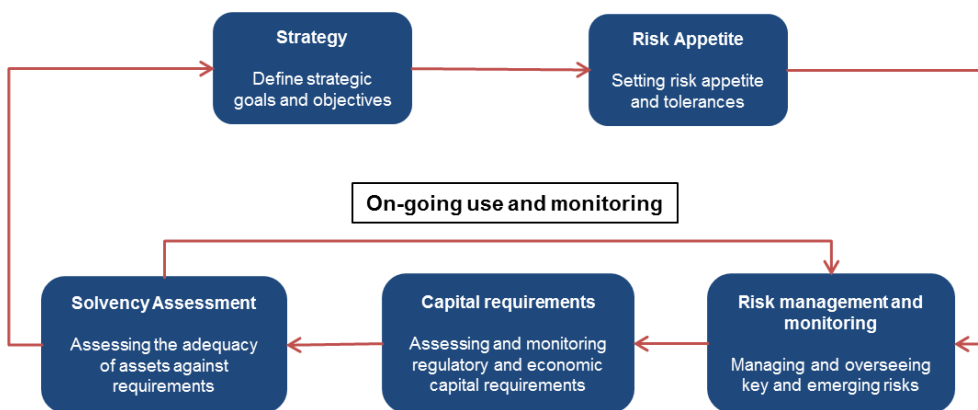 Strategy
Define strategic
goals and objectives
Risk Appetite
Setting risk appetite
and tolerances
On-going use and monitoring
Solvency Assessment
Assessing the adequacy
of assets against
requirements
Capital requirements
Assessing and monitoring
regulatory and economic
capital requirements
Risk management and
monitoring
Managing and overseeing
key and emerging risks